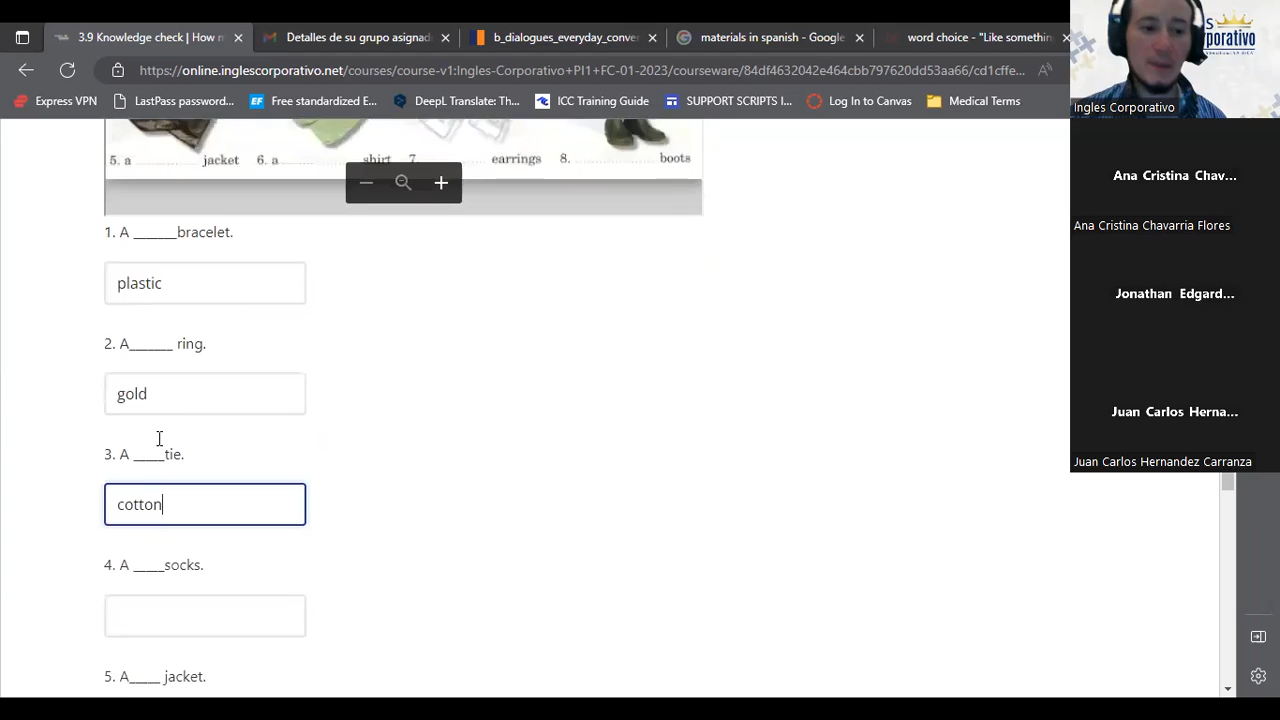 3.9 Knowledge check | How m
Detalles de su grupo asignad
b_dialogues_everyday_conve
materials in spanish - Google
word choice - "Like somethin
https://online.inglescorporativo.net/courses/course-v1:Ingles-Corporativo+PI1+FC-01-2023/courseware/84df4632042e464cbb797620dd53aa66/cd1cffe...
Express VPN
LastPass password...
Free standardized E...
DeepL Translate: Th...
ICC Training Guide
SUPPORT SCRIPTS I...
Log In to Canvas
Medical Terms
5. a ............ jacket 6. a ............ shirt 7. ............ earrings 8. ............ boots
1. A _______bracelet.
plastic
2. A_______ ring.
gold
3. A _____tie.
cotton
4. A _____socks.
5. A_____ jacket.
Ingles Corporativo
Ana Cristina Chav...
Ana Cristina Chavarria Flores
Jonathan Edgard...
Juan Carlos Herna...
Juan Carlos Hernandez Carranza